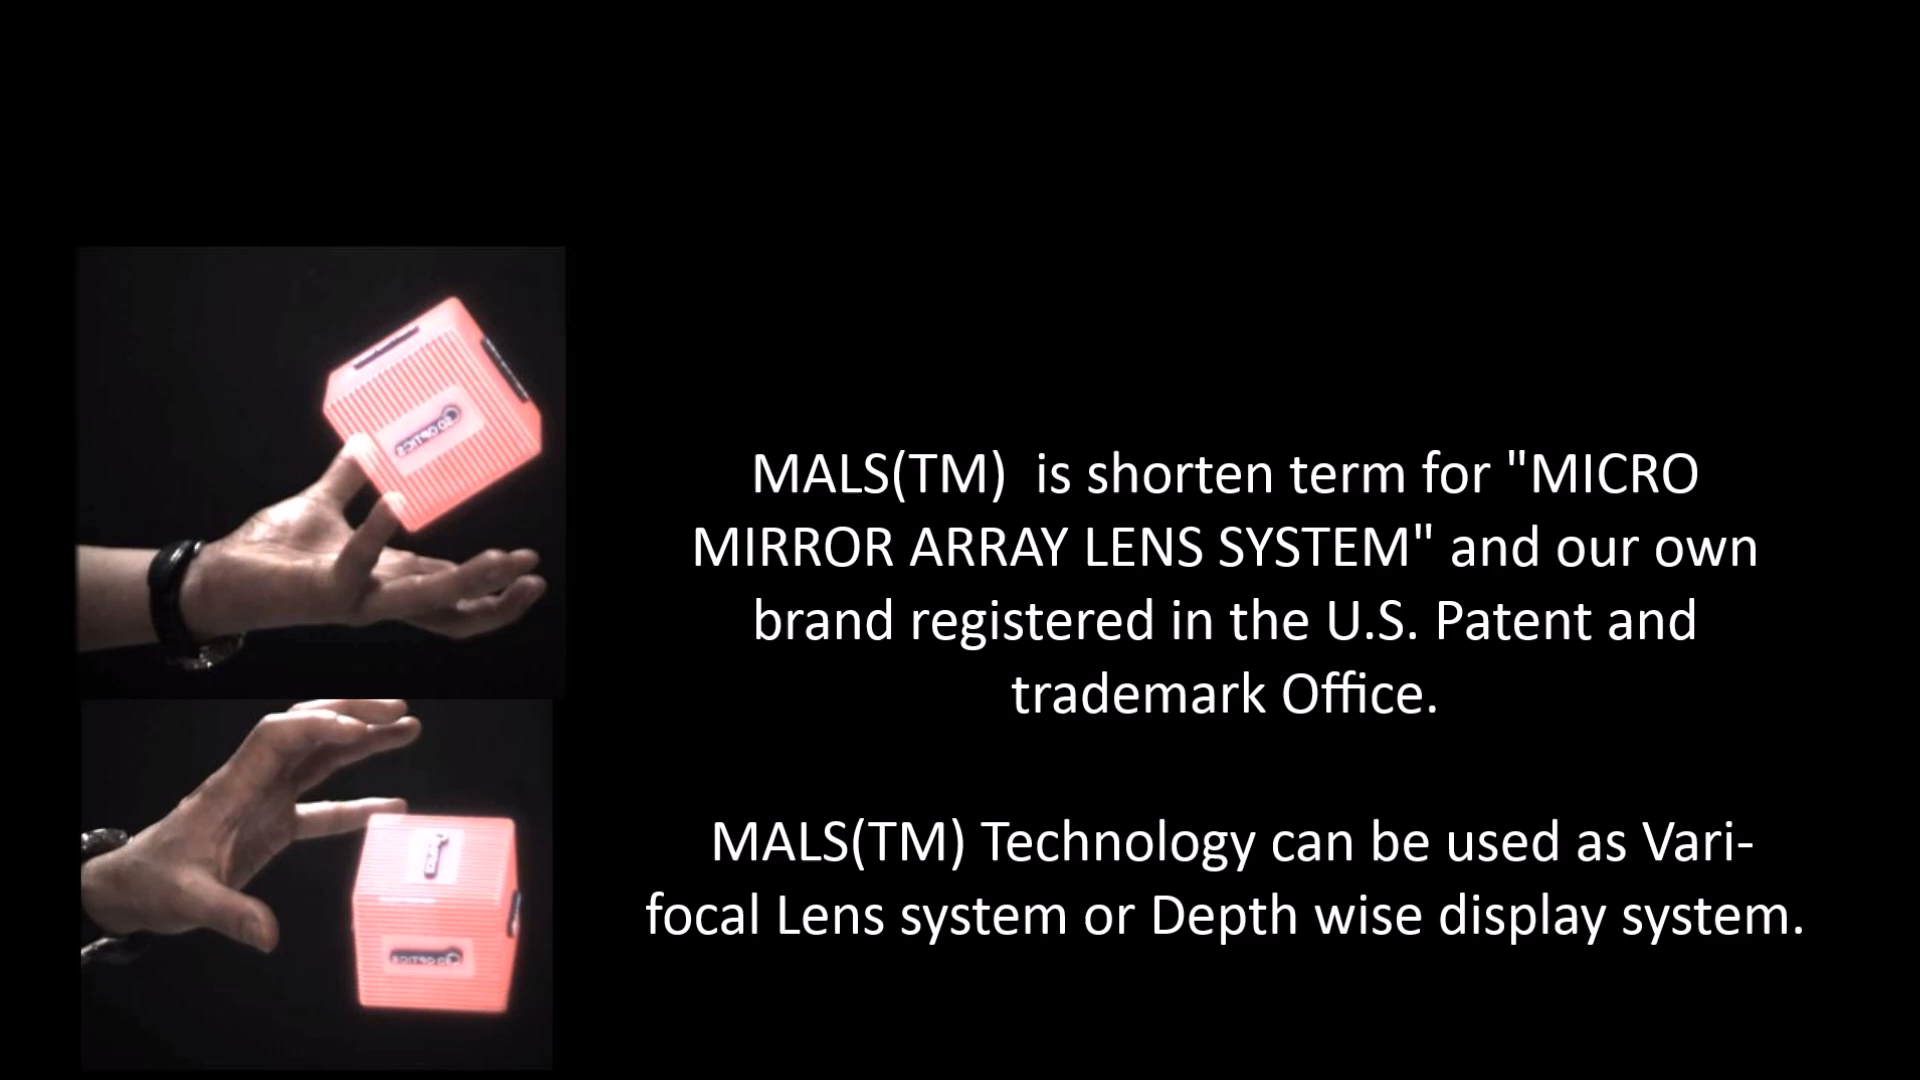 MALS(TM)  is shorten term for "MICRO
MIRROR ARRAY LENS SYSTEM" and our own
brand registered in the U.S. Patent and
trademark Office.
MALS(TM) Technology can be used as Vari-
focal Lens system or Depth wise display system.